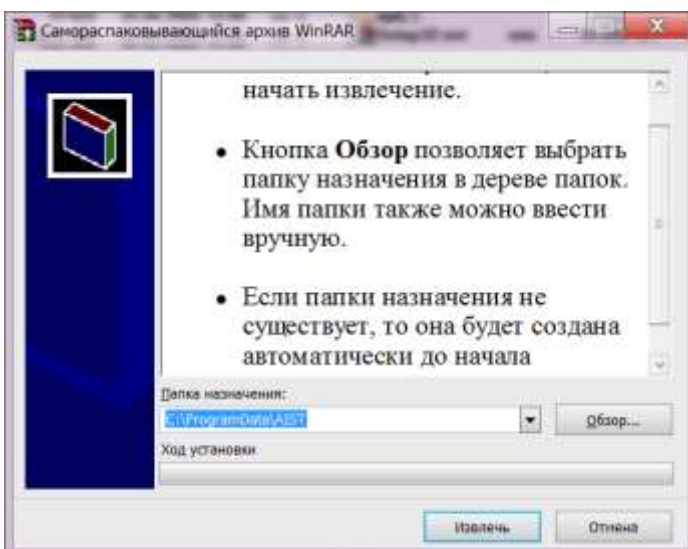 Самораспаковывающийся архив WinRAR
начать извлечение.
• Кнопка Обзор позволяет выбрать
папку назначения в дереве папок.
Имя папки также можно ввести
вручную.
• Если папки назначения не
существует, то она будет создана
автоматически до начала
Папка назначения:
C:\ProgramData\AIST
Обзор...
Ход установки
Извлечь
Отмена